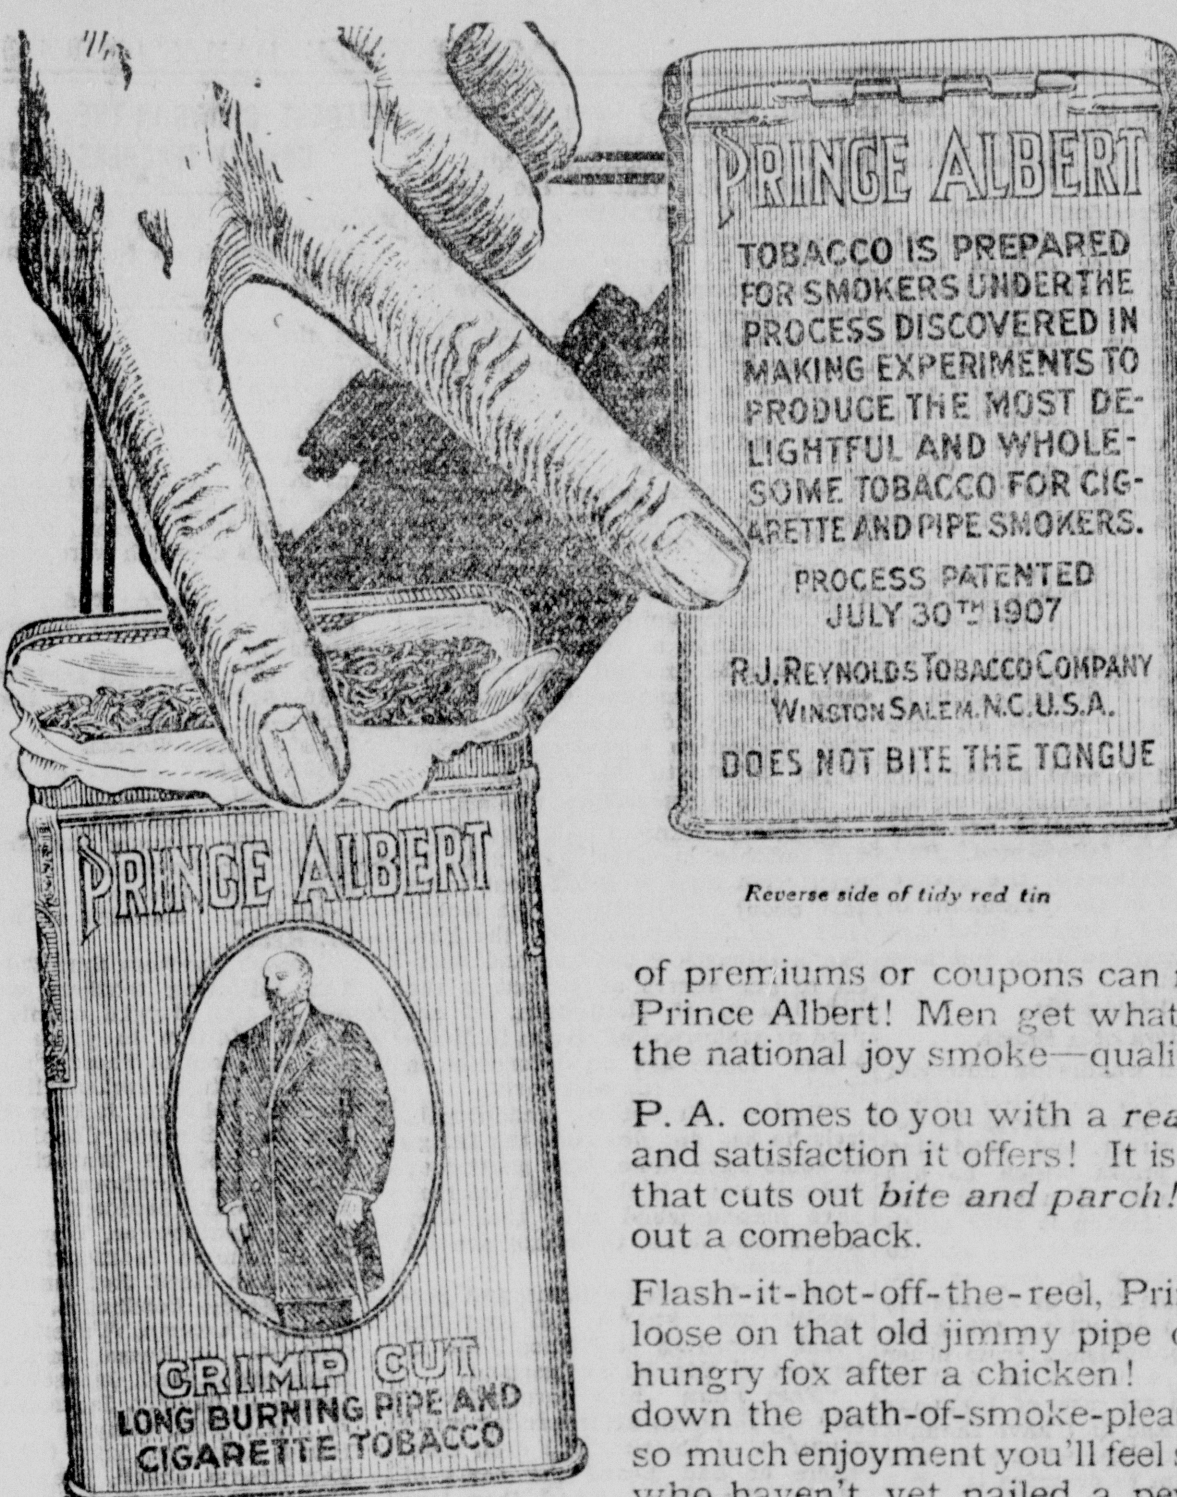 PRINCE ALBERT
TOBACCO IS PREPARED
FOR SMOKERS UNDER THE
PROCESS DISCOVERED IN
MAKING EXPERIMENTS TO
PRODUCE THE MOST DE-
LIGHTFUL AND WHOLE-
SOME TOBACCO FOR CIG-
ARETTE AND PIPE SMOKERS.
PROCESS PATENTED
JULY 30TH 1907
R.J. REYNOLDS TOBACCO COMPANY
WINSTON SALEM. N.C. U.S.A.
DOES NOT BITE THE TONGUE
Reverse side of tidy red tin
PRINCE ALBERT
CRIMP CUT
LONG BURNING PIPE AND
CIGARETTE TOBACCO
of premiums or coupons can
Prince Albert! Men get what
the national joy smoke—quali
P. A. comes to you with a rea
and satisfaction it offers! It is
that cuts out bite and parch!
out a comeback.
Flash-it-hot-off-the-reel, Pri
loose on that old jimmy pipe
hungry fox after a chicken!
down the path-of-smoke-plea
so much enjoyment you'll feel
who haven't yet nailed a